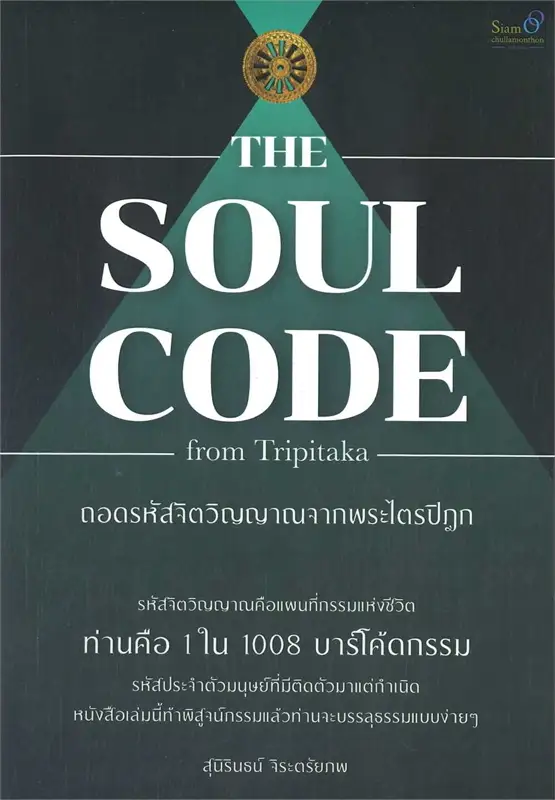 Siam
chullamonthon
THE
SOUL
CODE
from Tripitaka
ถอดรหัสจิตวิญญาณจากพระไตรปิฎก
รหัสจิตวิญญาณคือแผนที่กรรมแห่งชีวิต
ท่านคือ 1 ใน 1008 บาร์โค้ดกรรม
รหัสประจำตัวมนุษย์ที่มีติดตัวมาแต่กำเนิด
หนังสือเล่มนี้ทำพิสูจน์กรรมแล้วท่านจะบรรลุธรรมแบบง่ายๆ
สุนิรินธน์ จิระตรัยภพ